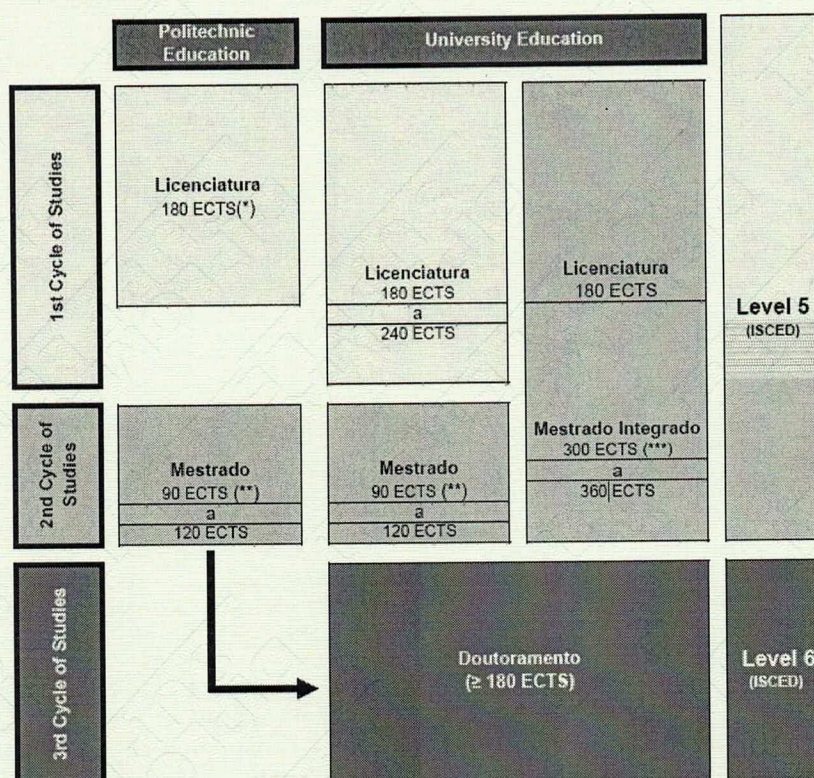 Politechnic
Education
University Education
1st Cycle of Studies
Licenciatura
180 ECTS(*)
Licenciatura
180 ECTS
a
240 ECTS
Licenciatura
180 ECTS
Level 5
(ISCED)
2nd Cycle of
Studies
Mestrado
90 ECTS (**)
a
120 ECTS
Mestrado
90 ECTS (**)
a
120 ECTS
Mestrado Integrado
300 ECTS (***)
a
360 ECTS
3rd Cycle of Studies
Doutoramento
(≥ 180 ECTS)
Level 6
(ISCED)